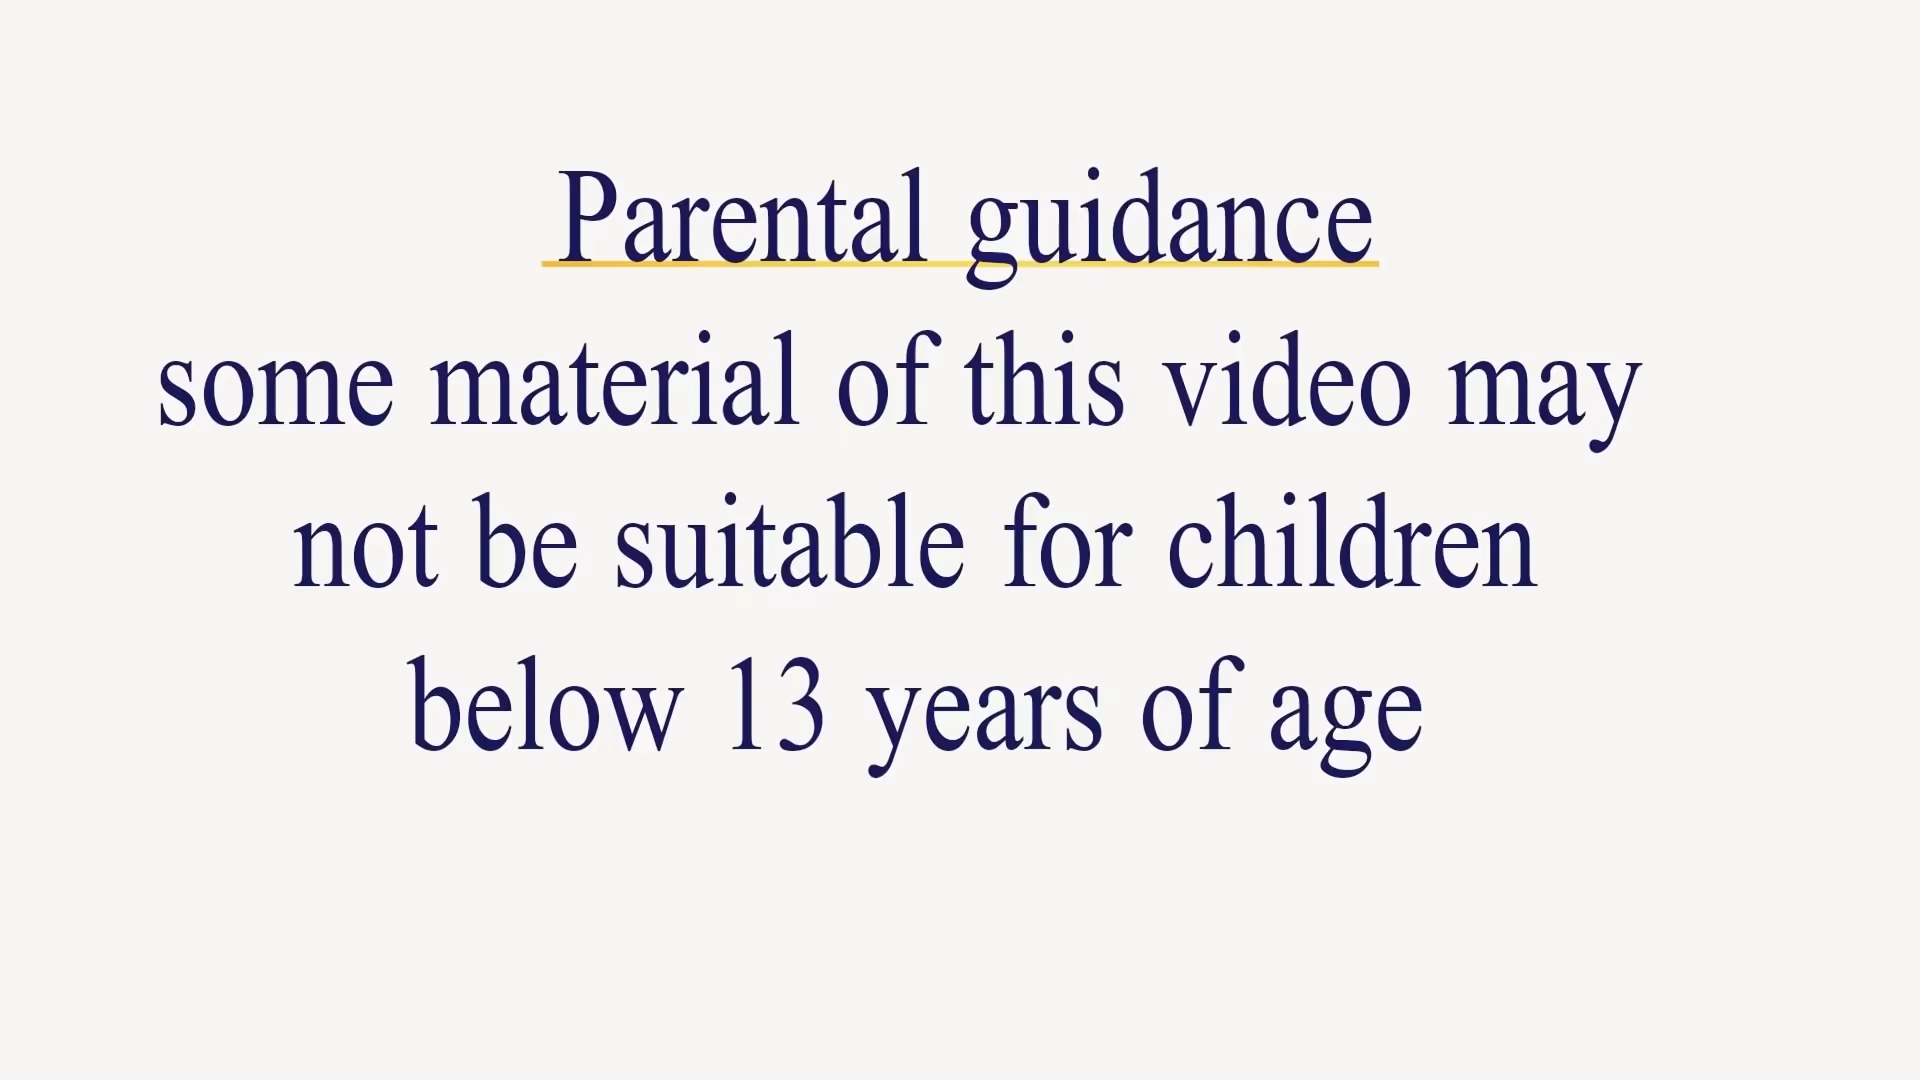 Parental guidance
some material of this video may
not be suitable for children
below 13 years of age